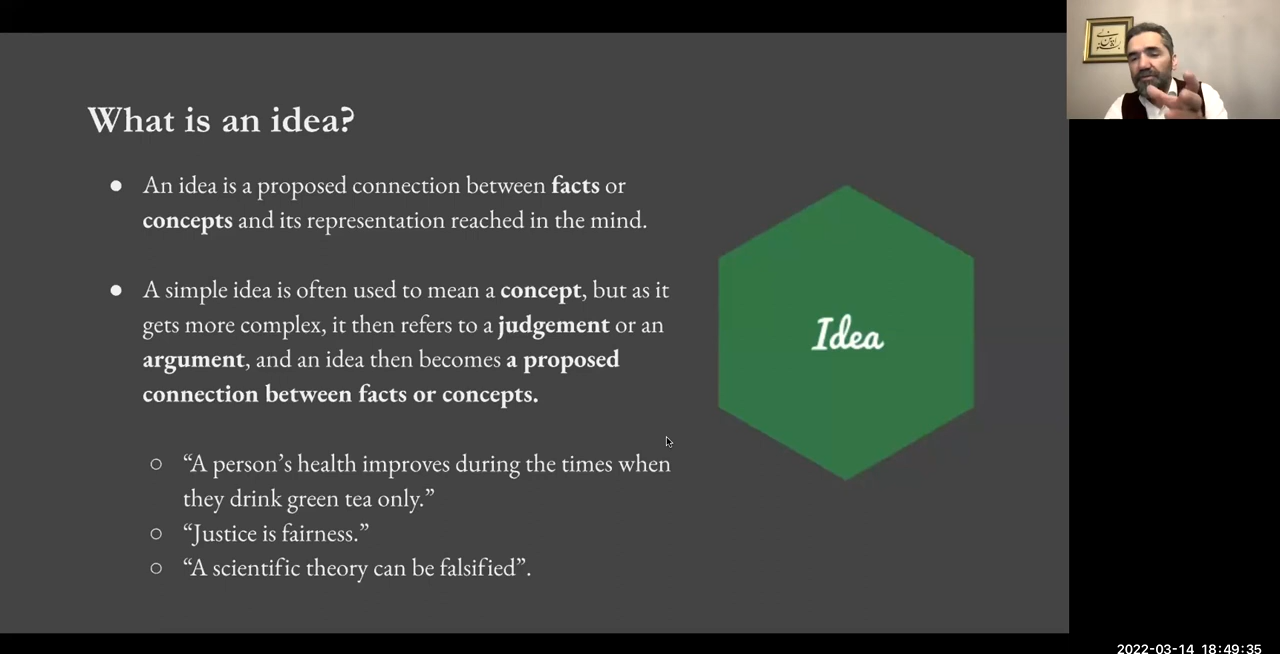 What is an idea?
● An idea is a proposed connection between facts or
concepts and its representation reached in the mind.
● A simple idea is often used to mean a concept, but as it
gets more complex, it then refers to a judgement or an
argument, and an idea then becomes a proposed
connection between facts or concepts.
○ “A person’s health improves during the times when
they drink green tea only.”
○ “Justice is fairness.”
○ “A scientific theory can be falsified”.
Idea
2022-03-14 18:49:35